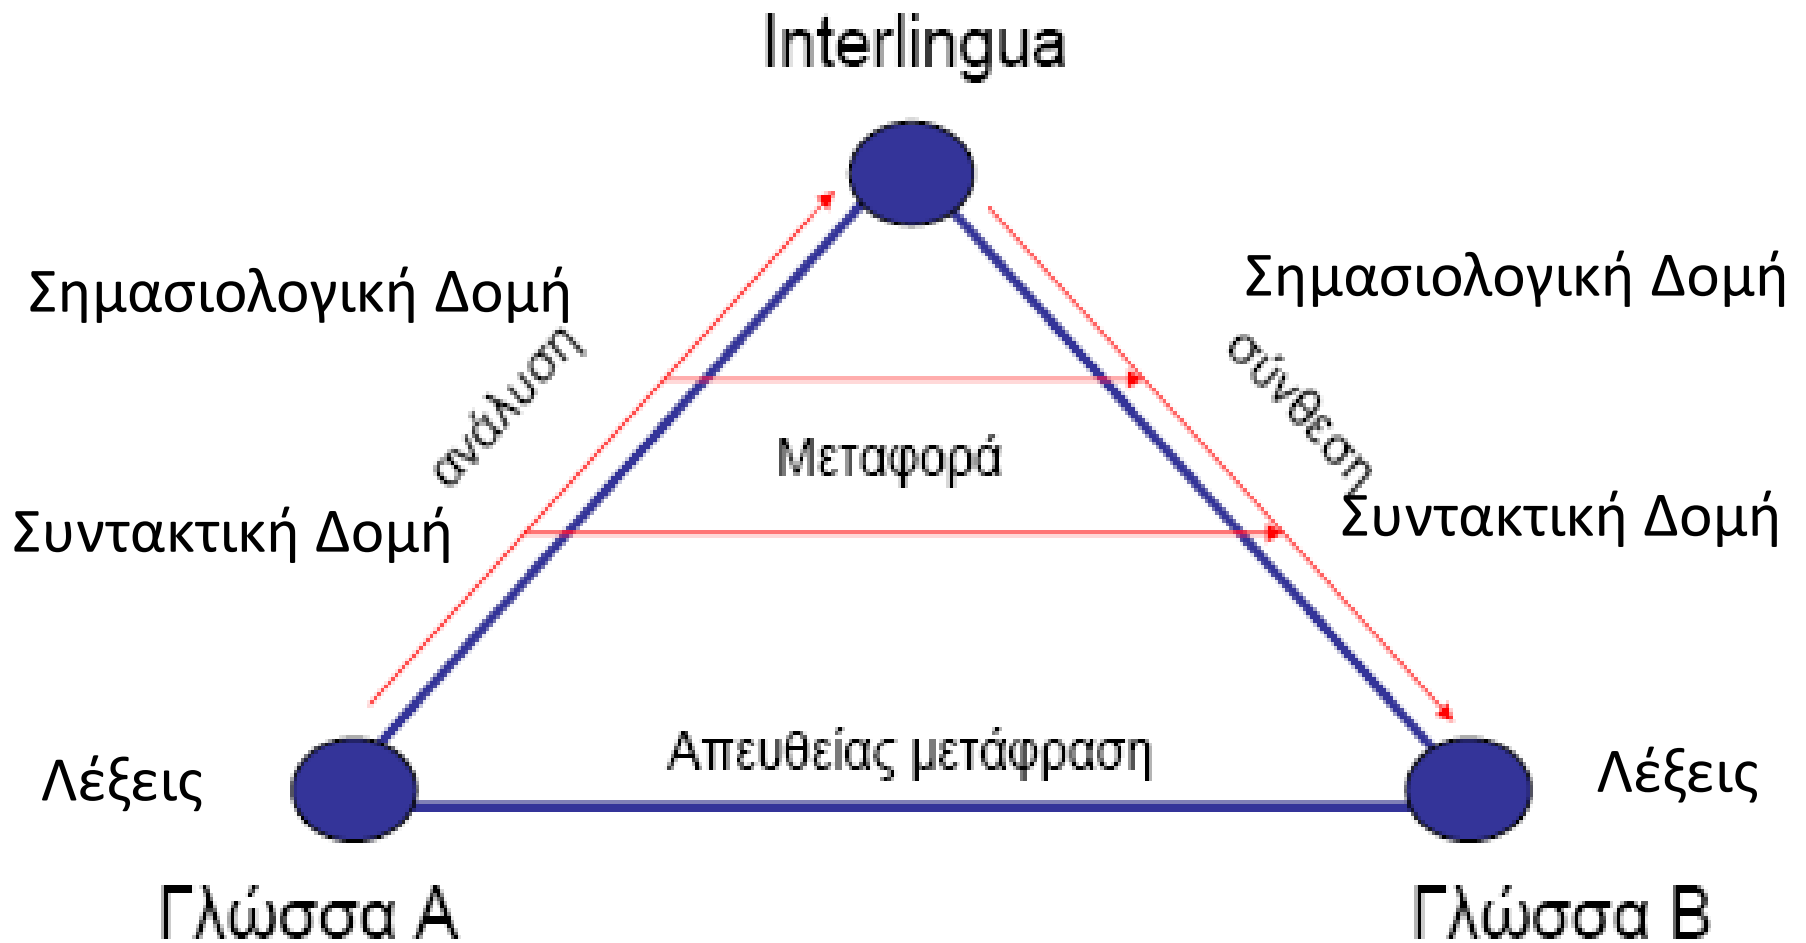 Interlingua
Σημασιολογική Δομή
Σημασιολογική Δομή
ανάλυση
σύνθεση
Μεταφορά
Συντακτική Δομή
Συντακτική Δομή
Απευθείας μετάφραση
Λέξεις
Λέξεις
Γλώσσα Α
Γλώσσα Β